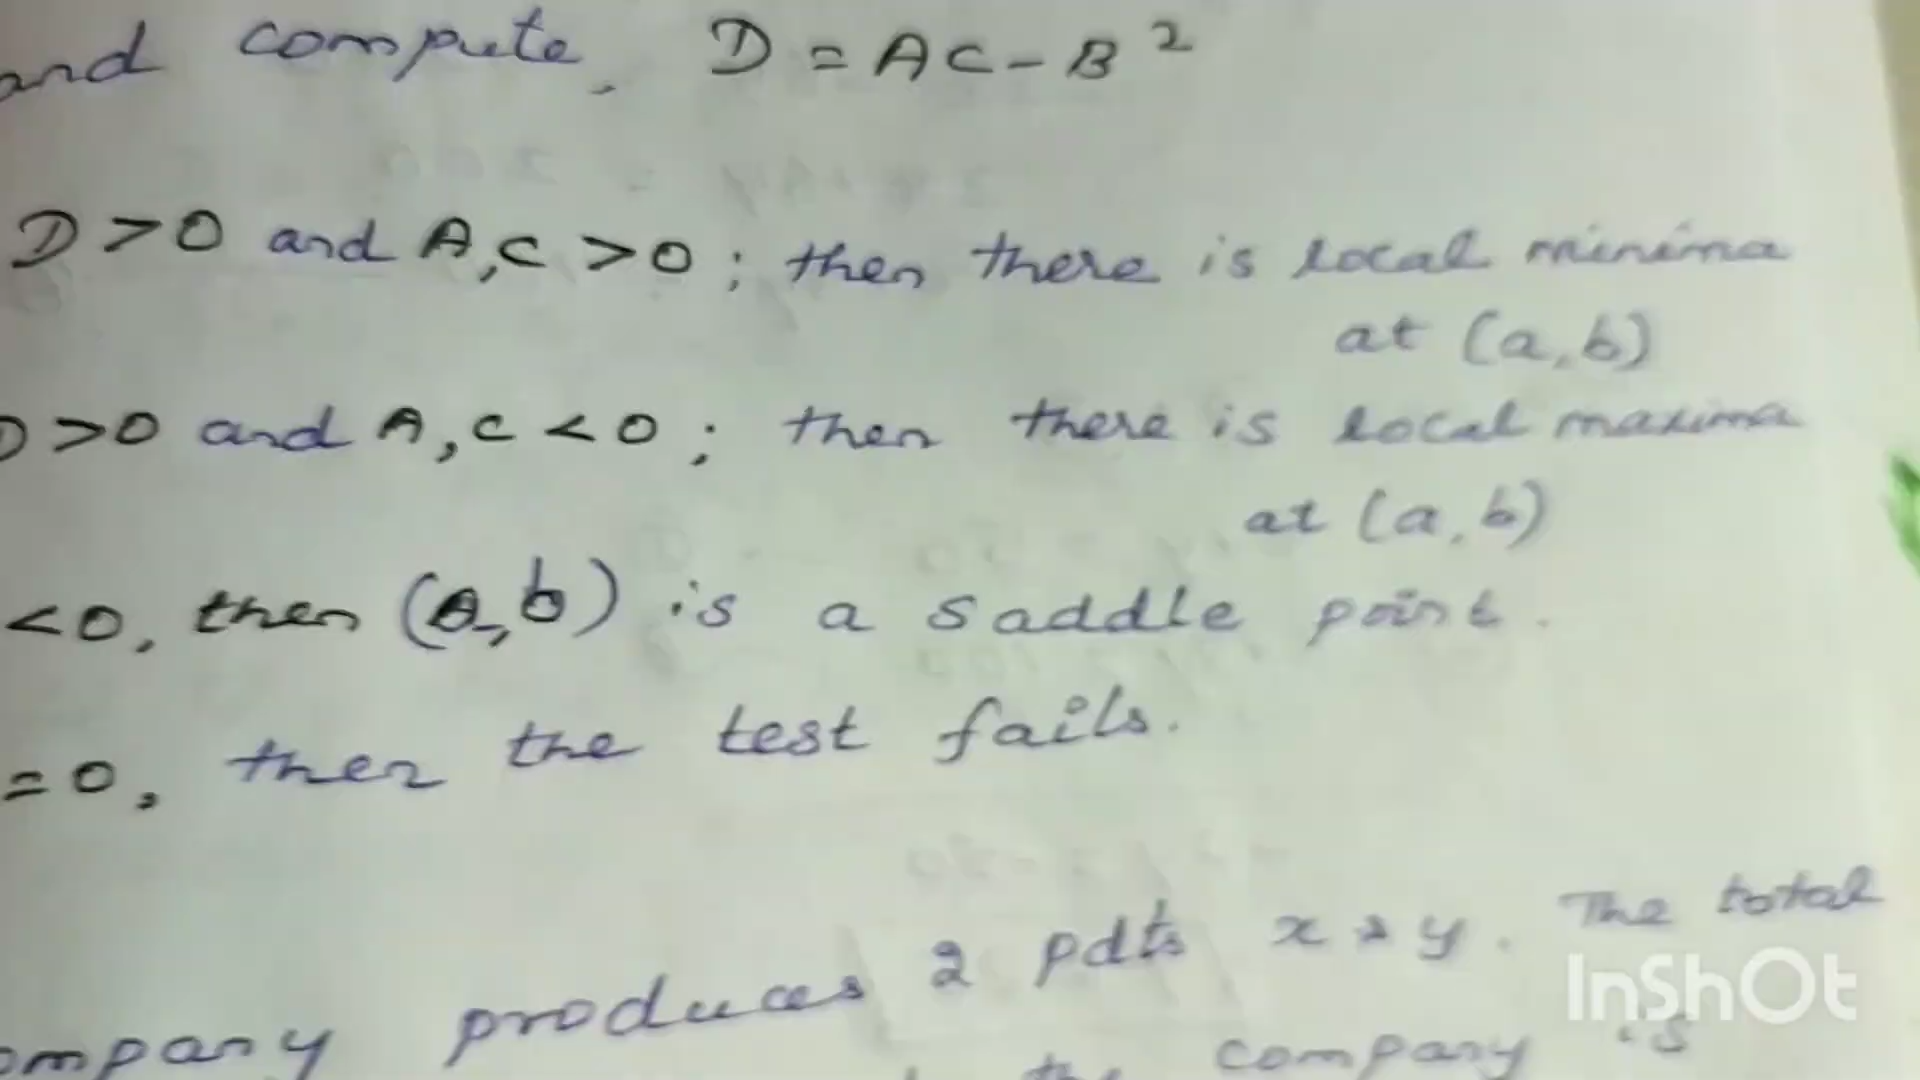 and compute, D = AC - B²
D > 0 and A, C > 0 ; then there is local minima
at (a, b)
D > 0 and A, C < 0 ; then there is local maxima
at (a, b)
< 0, then (a, b) is a saddle point.
= 0, then the test fails.
ompany produces 2 pdts x & y. The total
the company is
InShOt